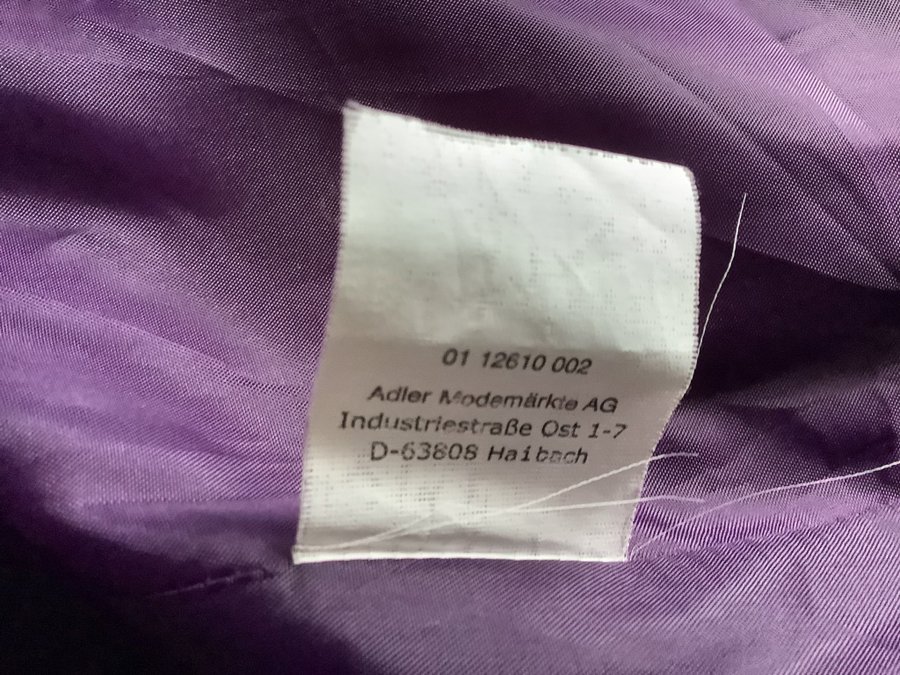 01 12610 002
Adler Modemärkte AG
Industriestraße Ost 1-7
D-63808 Haibach